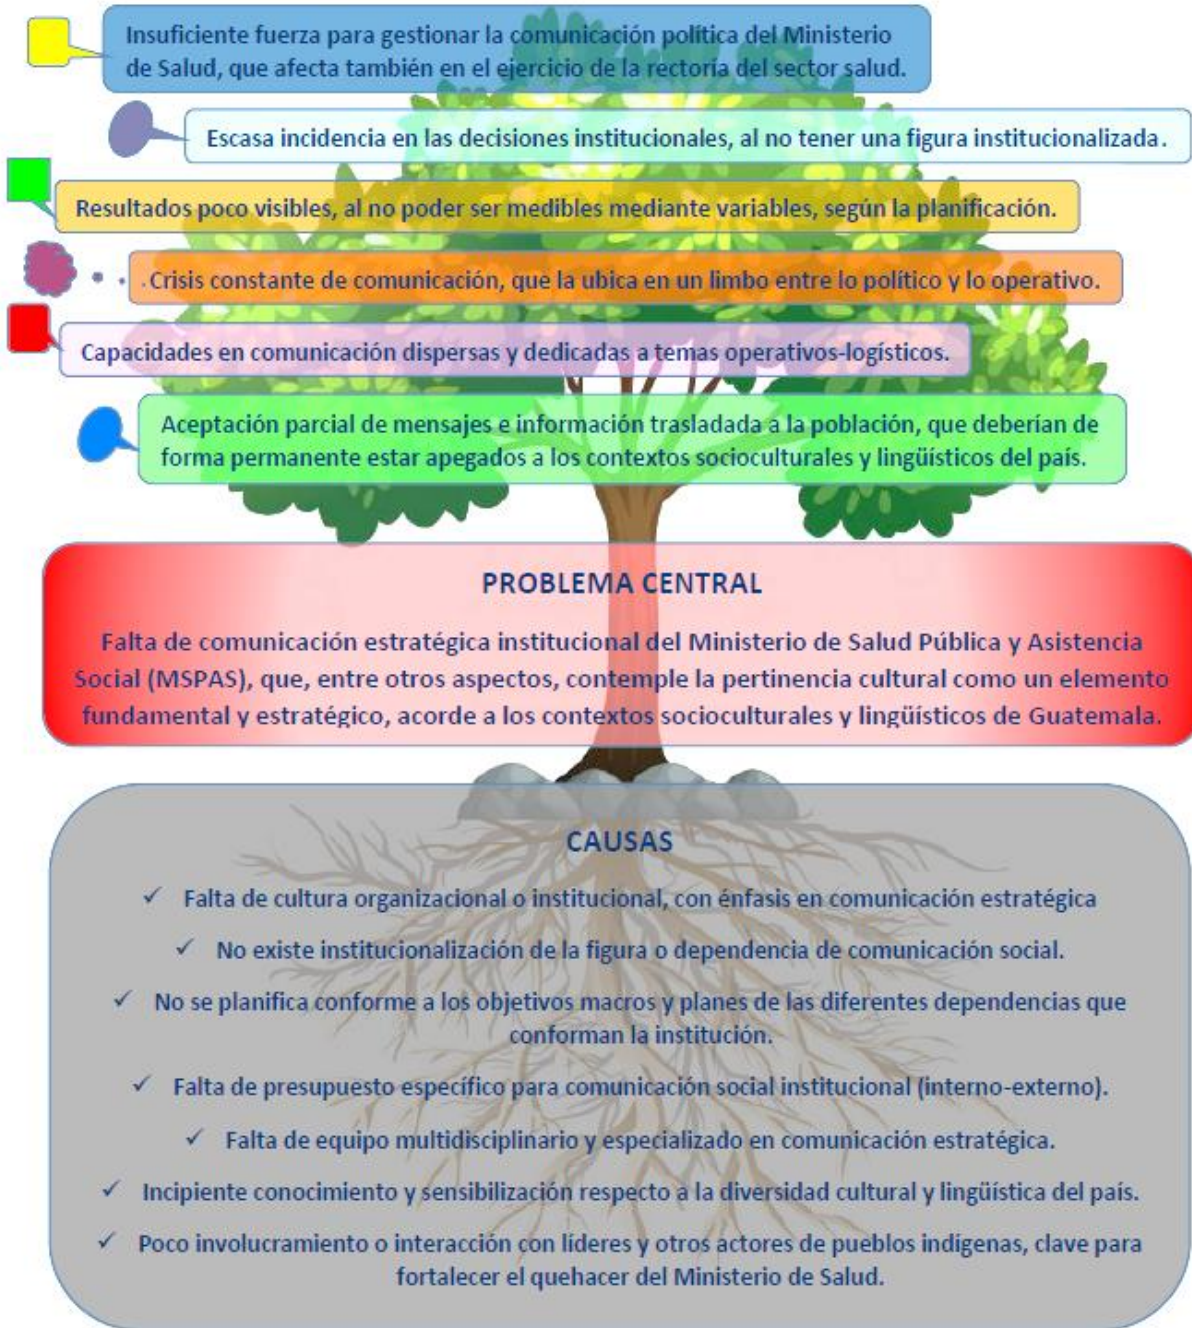 Insuficiente fuerza para gestionar la comunicación política del Ministerio
de Salud, que afecta también en el ejercicio de la rectoría del sector salud.
Escasa incidencia en las decisiones institucionales, al no tener una figura institucionalizada.
Resultados poco visibles, al no poder ser medibles mediante variables, según la planificación.
Crisis constante de comunicación, que la ubica en un limbo entre lo político y lo operativo.
Capacidades en comunicación dispersas y dedicadas a temas operativos-logísticos.
Aceptación parcial de mensajes e información trasladada a la población, que deberían de
forma permanente estar apegados a los contextos socioculturales y lingüísticos del país.
PROBLEMA CENTRAL
Falta de comunicación estratégica institucional del Ministerio de Salud Pública y Asistencia
Social (MSPAS), que, entre otros aspectos, contemple la pertinencia cultural como un elemento
fundamental y estratégico, acorde a los contextos socioculturales y lingüísticos de Guatemala.
CAUSAS
✓ Falta de cultura organizacional o institucional, con énfasis en comunicación estratégica
✓ No existe institucionalización de la figura o dependencia de comunicación social.
✓ No se planifica conforme a los objetivos macros y planes de las diferentes dependencias que
conforman la institución.
✓ Falta de presupuesto específico para comunicación social institucional (interno-externo).
✓ Falta de equipo multidisciplinario y especializado en comunicación estratégica.
✓ Incipiente conocimiento y sensibilización respecto a la diversidad cultural y lingüística del país.
✓ Poco involucramiento o interacción con líderes y otros actores de pueblos indígenas, clave para
fortalecer el quehacer del Ministerio de Salud.